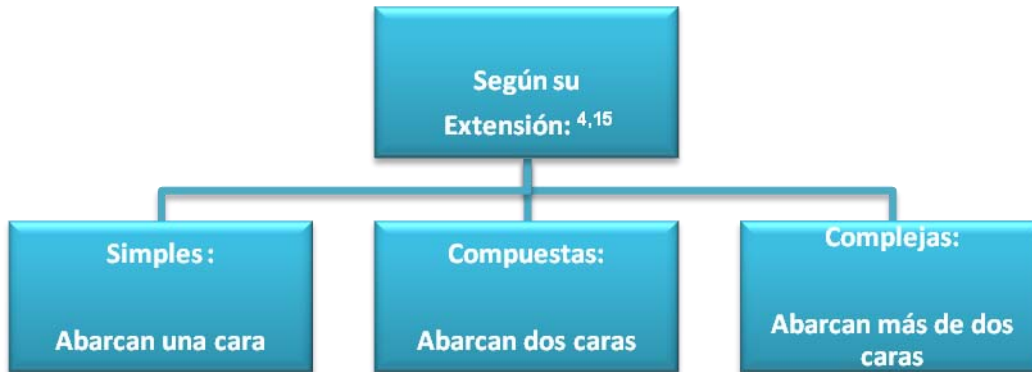 Según su
Extensión: 4,15
Simples :
Abarcan una cara
Compuestas:
Abarcan dos caras
Complejas:
Abarcan más de dos
caras